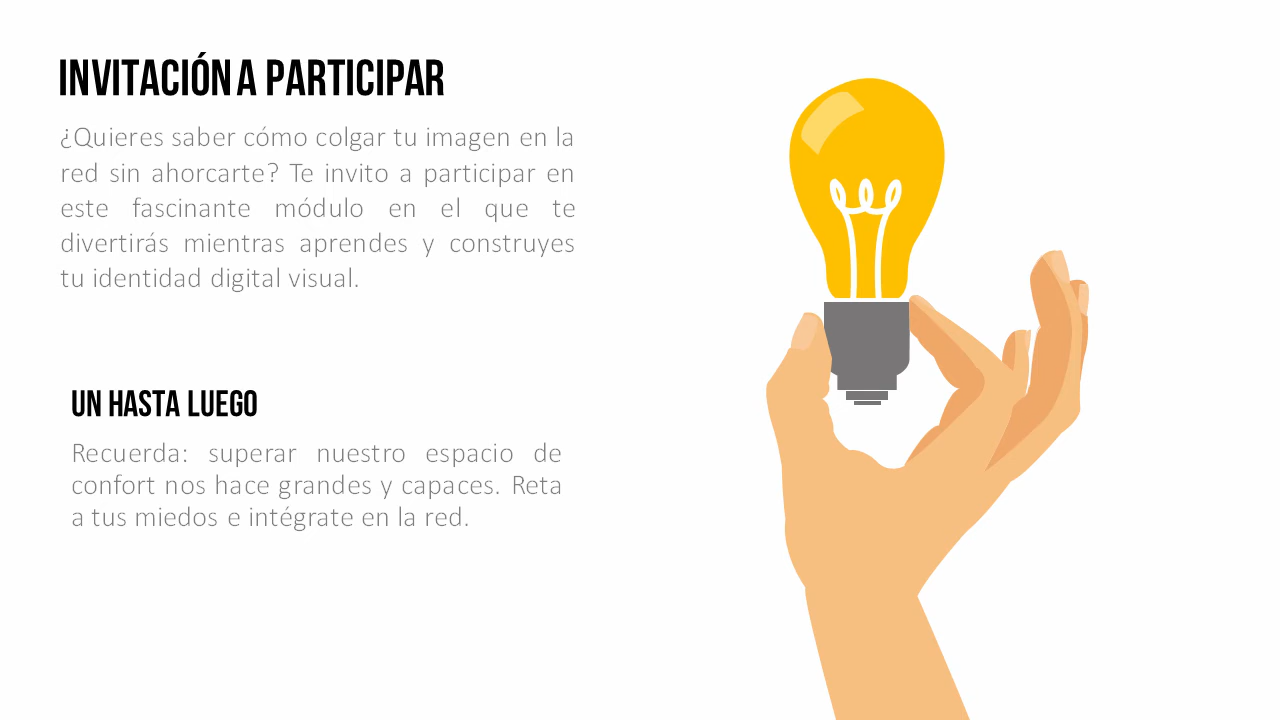 INVITACIÓN A PARTICIPAR
¿Quieres saber cómo colgar tu imagen en la
red sin ahorcarte? Te invito a participar en
este fascinante módulo en el que te
divertirás mientras aprendes y construyes
tu identidad digital visual.
UN HASTA LUEGO
Recuerda: superar nuestro espacio de
confort nos hace grandes y capaces. Reta
a tus miedos e intégrate en la red.